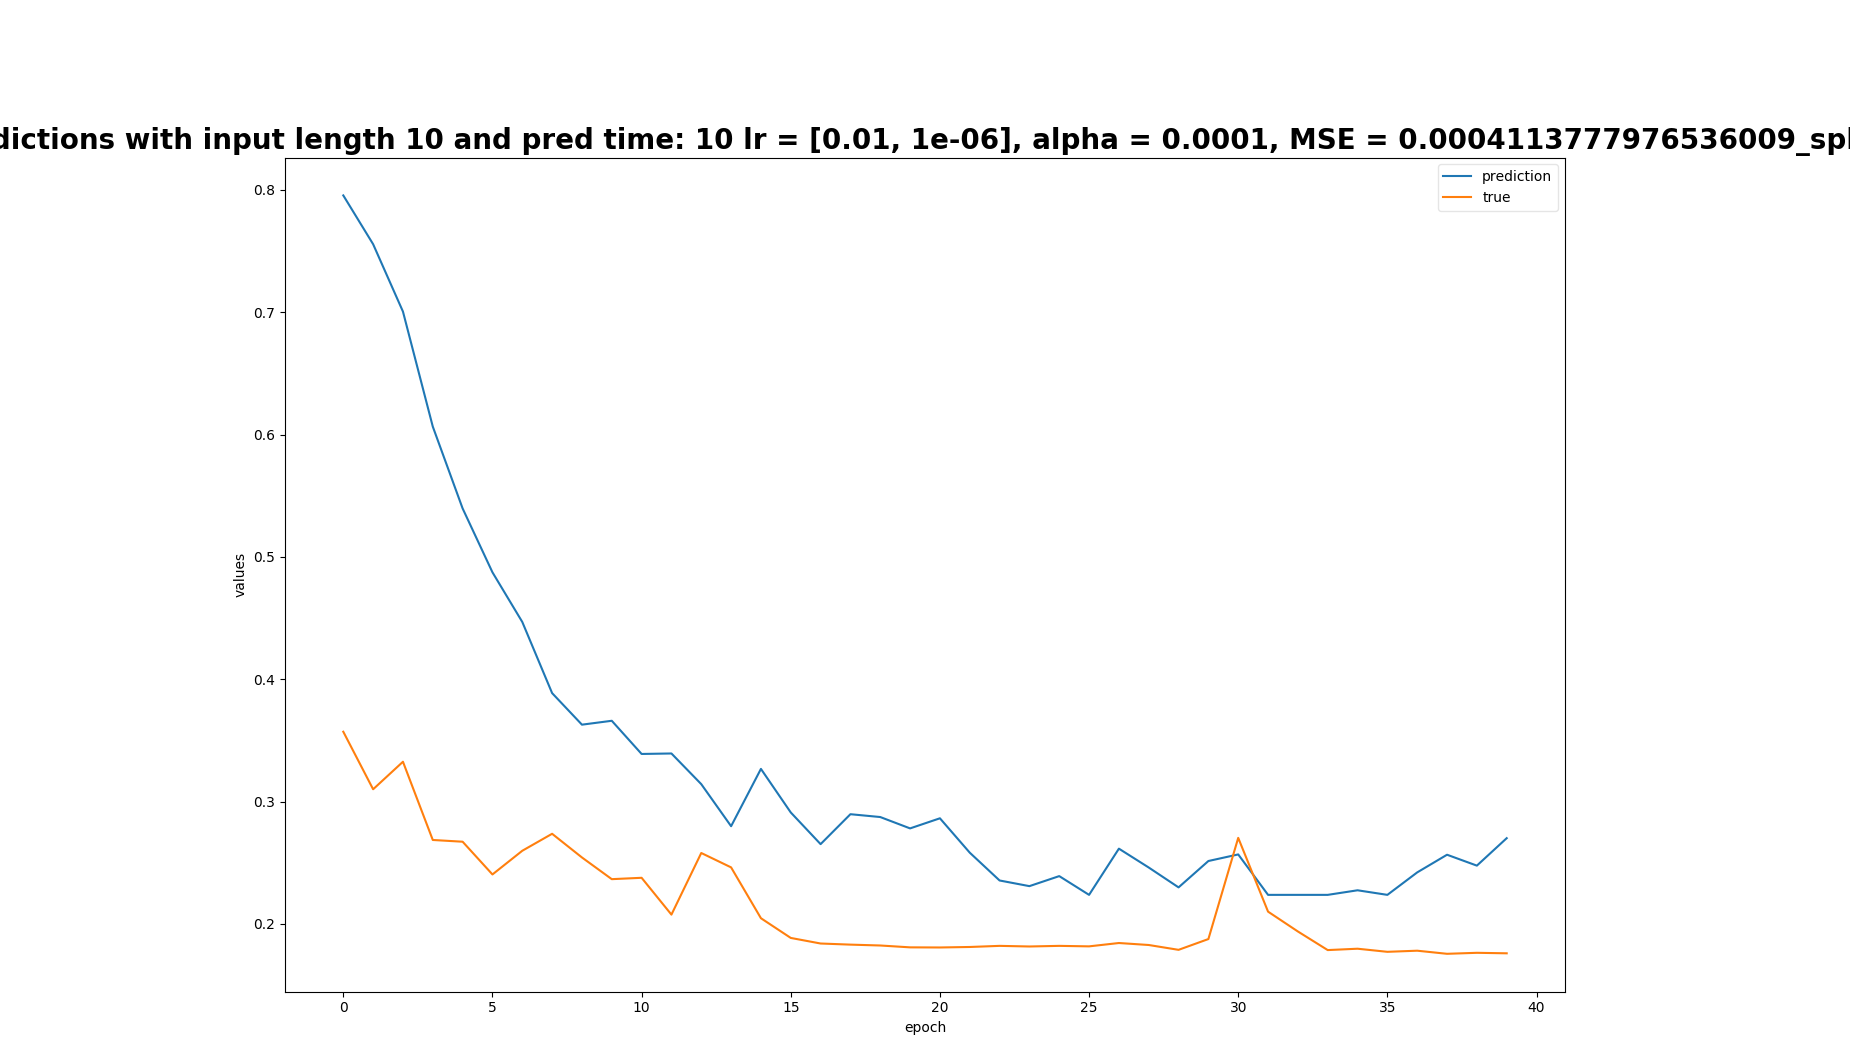 dictions with input length 10 and pred time: 10 lr = [0.01, 1e-06], alpha = 0.0001, MSE = 0.0004113777976536009_spl
prediction
true
0.8
0.7
0.6
0.5
0.4
0.3
0.2
values
0 5 10 15 20 25 30 35 40
epoch